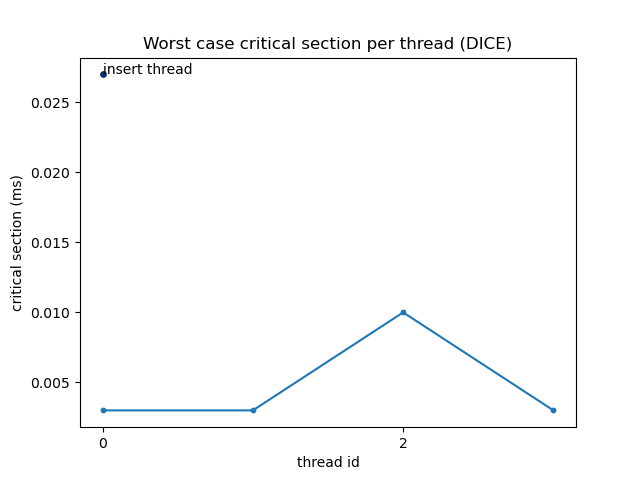 Worst case critical section per thread (DICE)
insert thread
0.025
0.020
0.015
0.010
0.005
critical section (ms)
0 2
thread id